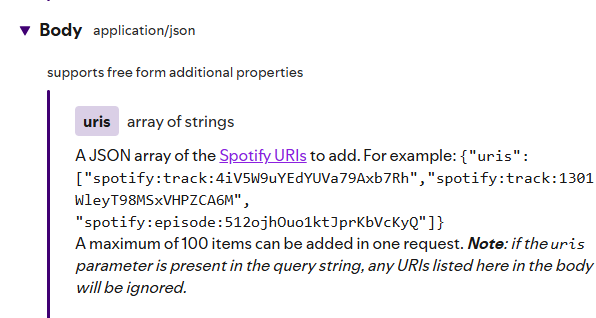 ▼ Body application/json
supports free form additional properties
uris array of strings
A JSON array of the Spotify URIs to add. For example: {"uris":
["spotify:track:4iV5W9uYEdYUVa79Axb7Rh","spotify:track:1301
WleyT98MSxVHPZCA6M",
"spotify:episode:512ojhOuo1ktJprKbVcKyQ"]}
A maximum of 100 items can be added in one request. Note: if the uris
parameter is present in the query string, any URIs listed here in the body
will be ignored.